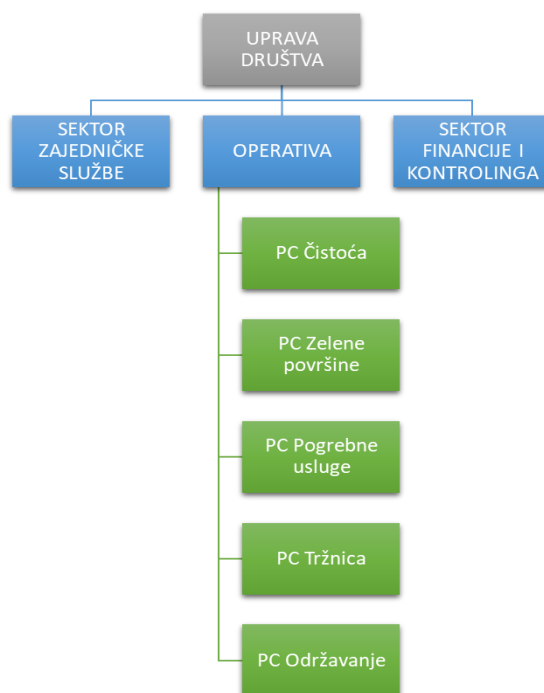 UPRAVA
DRUŠTVA
SEKTOR
ZAJEDNIČKE
SLUŽBE
OPERATIVA
SEKTOR
FINANCIJE I
KONTROLINGA
PC Čistoća
PC Zelene
površine
PC Pogrebne
usluge
PC Tržnica
PC Održavanje